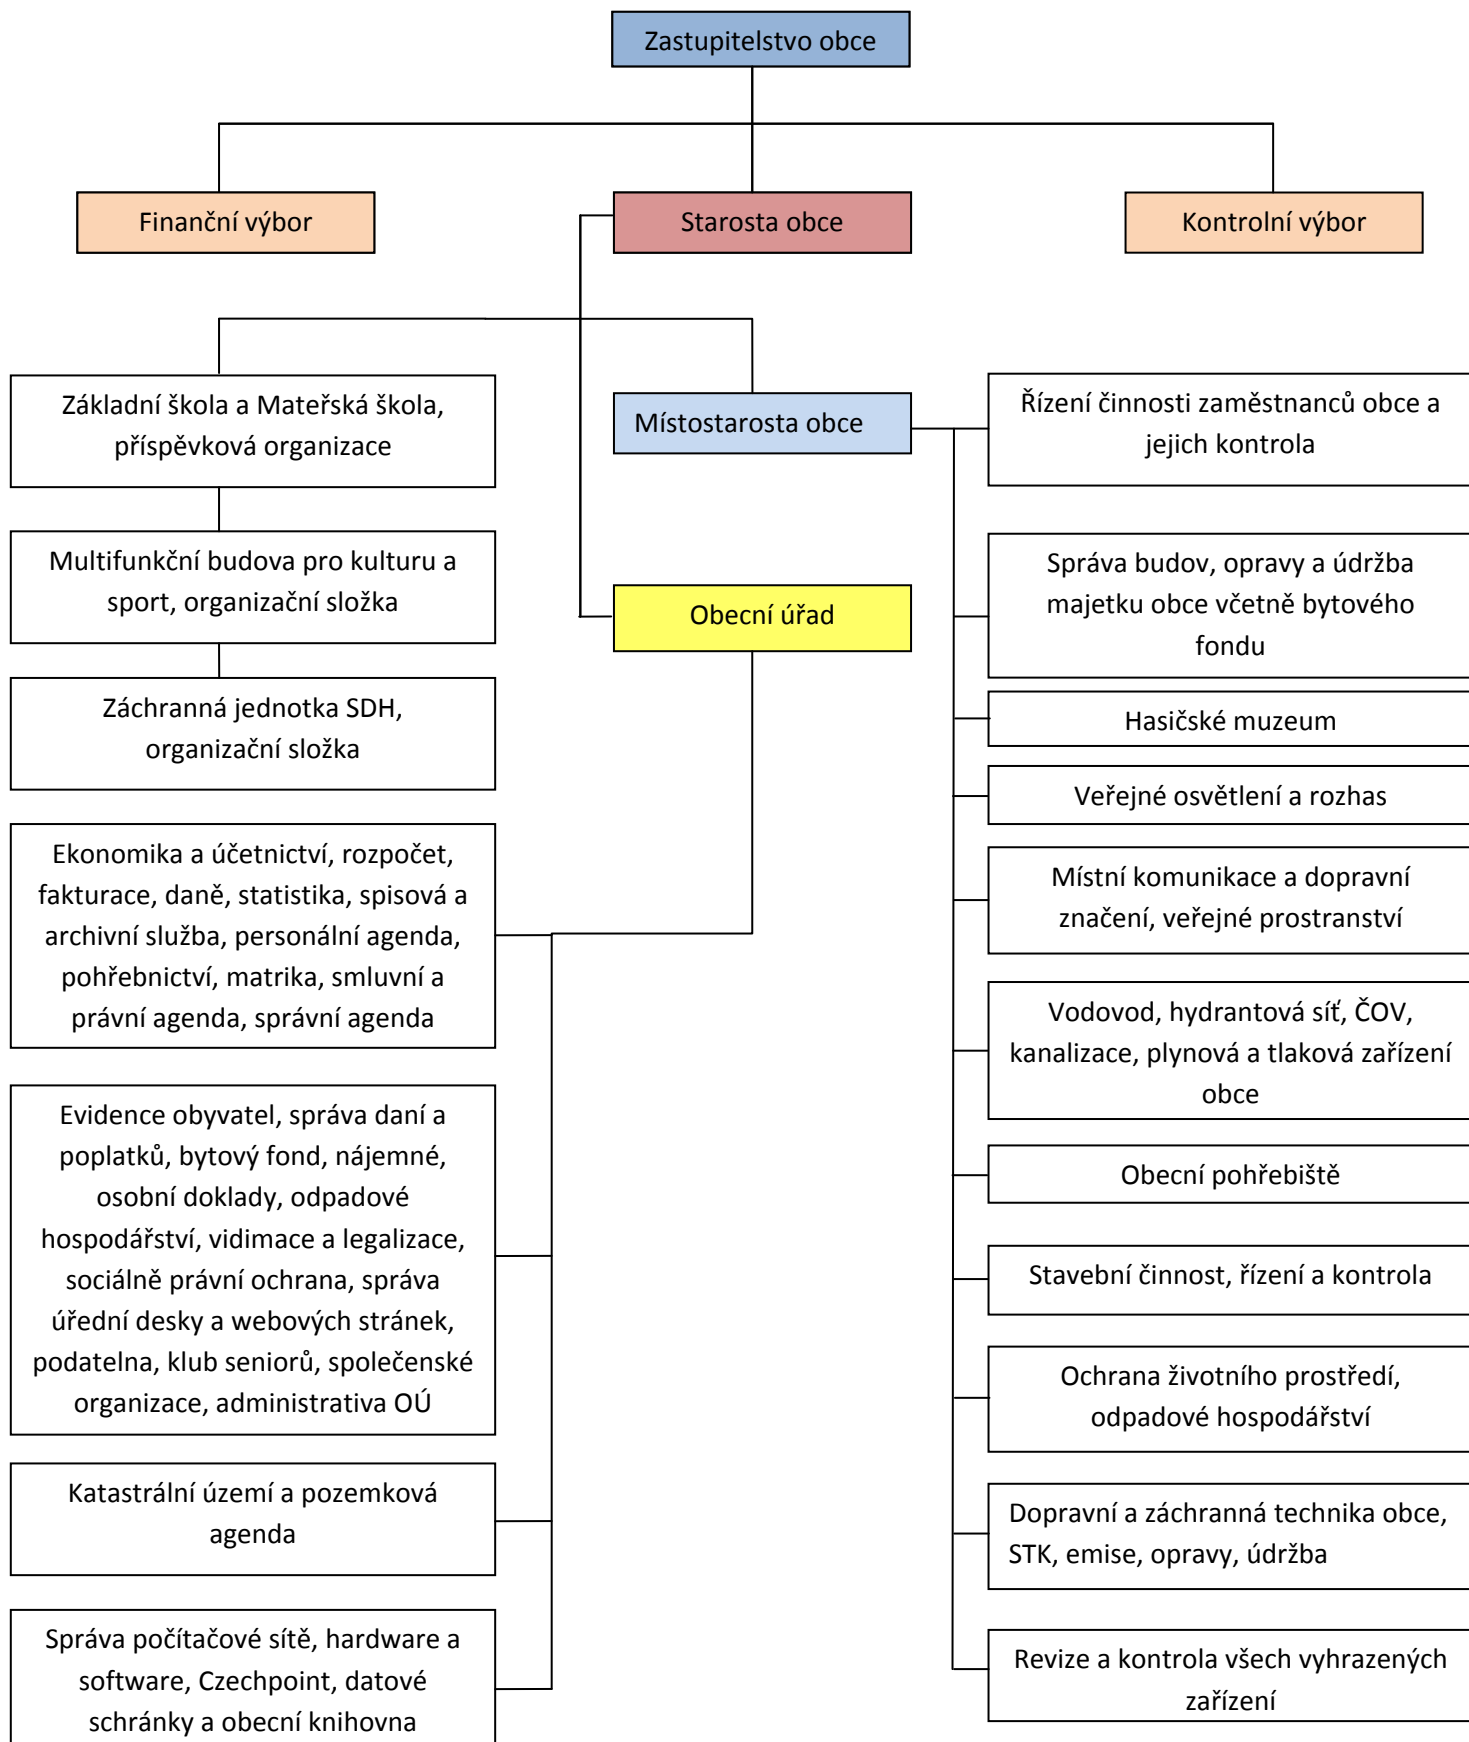 Zastupitelstvo obce
Finanční výbor
Starosta obce
Kontrolní výbor
Základní škola a Mateřská škola,
příspěvková organizace
Místostarosta obce
Řízení činnosti zaměstnanců obce a
jejich kontrola
Multifunkční budova pro kulturu a
sport, organizační složka
Obecní úřad
Správa budov, opravy a údržba
majetku obce včetně bytového
fondu
Záchranná jednotka SDH,
organizační složka
Hasičské muzeum
Veřejné osvětlení a rozhas
Ekonomika a účetnictví, rozpočet,
fakturace, daně, statistika, spisová a
archivní služba, personální agenda,
pohřebnictví, matrika, smluvní a
právní agenda, správní agenda
Místní komunikace a dopravní
značení, veřejné prostranství
Vodovod, hydrantová síť, ČOV,
kanalizace, plynová a tlaková zařízení
obce
Evidence obyvatel, správa daní a
poplatků, bytový fond, nájemné,
osobní doklady, odpadové
hospodářství, vidimace a legalizace,
sociálně právní ochrana, správa
úřední desky a webových stránek,
podatelna, klub seniorů, společenské
organizace, administrativa OÚ
Obecní pohřebiště
Stavební činnost, řízení a kontrola
Ochrana životního prostředí,
odpadové hospodářství
Katastrální území a pozemková
agenda
Dopravní a záchranná technika obce,
STK, emise, opravy, údržba
Správa počítačové sítě, hardware a
software, Czechpoint, datové
schránky a obecní knihovna
Revize a kontrola všech vyhrazených
zařízení